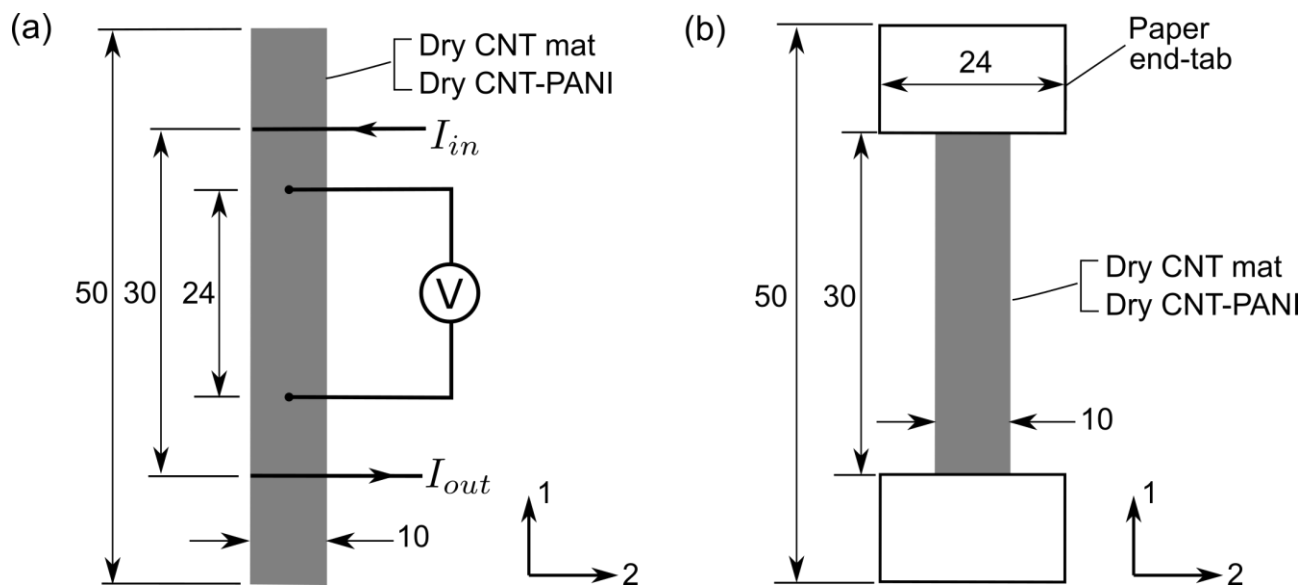 (a)
Dry CNT mat
Dry CNT-PANI
I_in
50
30
24
V
I_out
10
1
2
(b)
Paper
end-tab
24
50
30
Dry CNT mat
Dry CNT-PANI
10
1
2